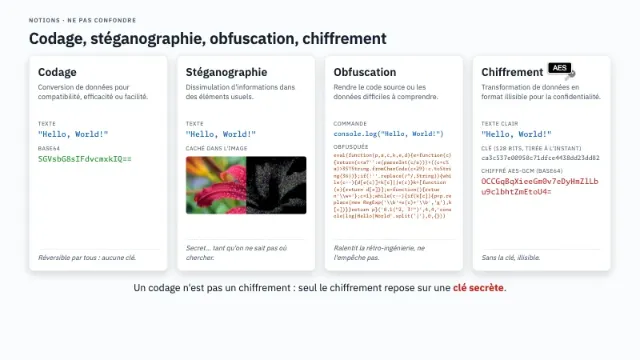 NOTIONS · NE PAS CONFONDRE
Codage, stéganographie, obfuscation, chiffrement
Codage
Conversion de données pour
compatibilité, efficacité ou facilité.
TEXTE
"Hello, World!"
BASE64
SGVsbG8sIFdvcmxkIQ==
Réversible par tous : aucune clé.
Stéganographie
Dissimulation d'informations dans
des éléments usuels.
TEXTE
"Hello, World!"
CACHÉ DANS L'IMAGE
Secret... tant qu'on ne sait pas où
chercher.
Obfuscation
Rendre le code source ou les
données difficiles à comprendre.
COMMANDE
console.log("Hello, World!")
OBFUSQUÉE
Ralentit la rétro-ingénierie, ne
l'empêche pas.
Chiffrement
AES
Transformation de données en
format illisible pour la confidentialité.
TEXTE CLAIR
"Hello, World!"
CLÉ (128 BITS, TIRÉE À L'INSTANT)
CHIFFRÉ AES-GCM (BASE64)
Sans la clé, illisible.
Un codage n'est pas un chiffrement : seul le chiffrement repose sur une clé secrète.